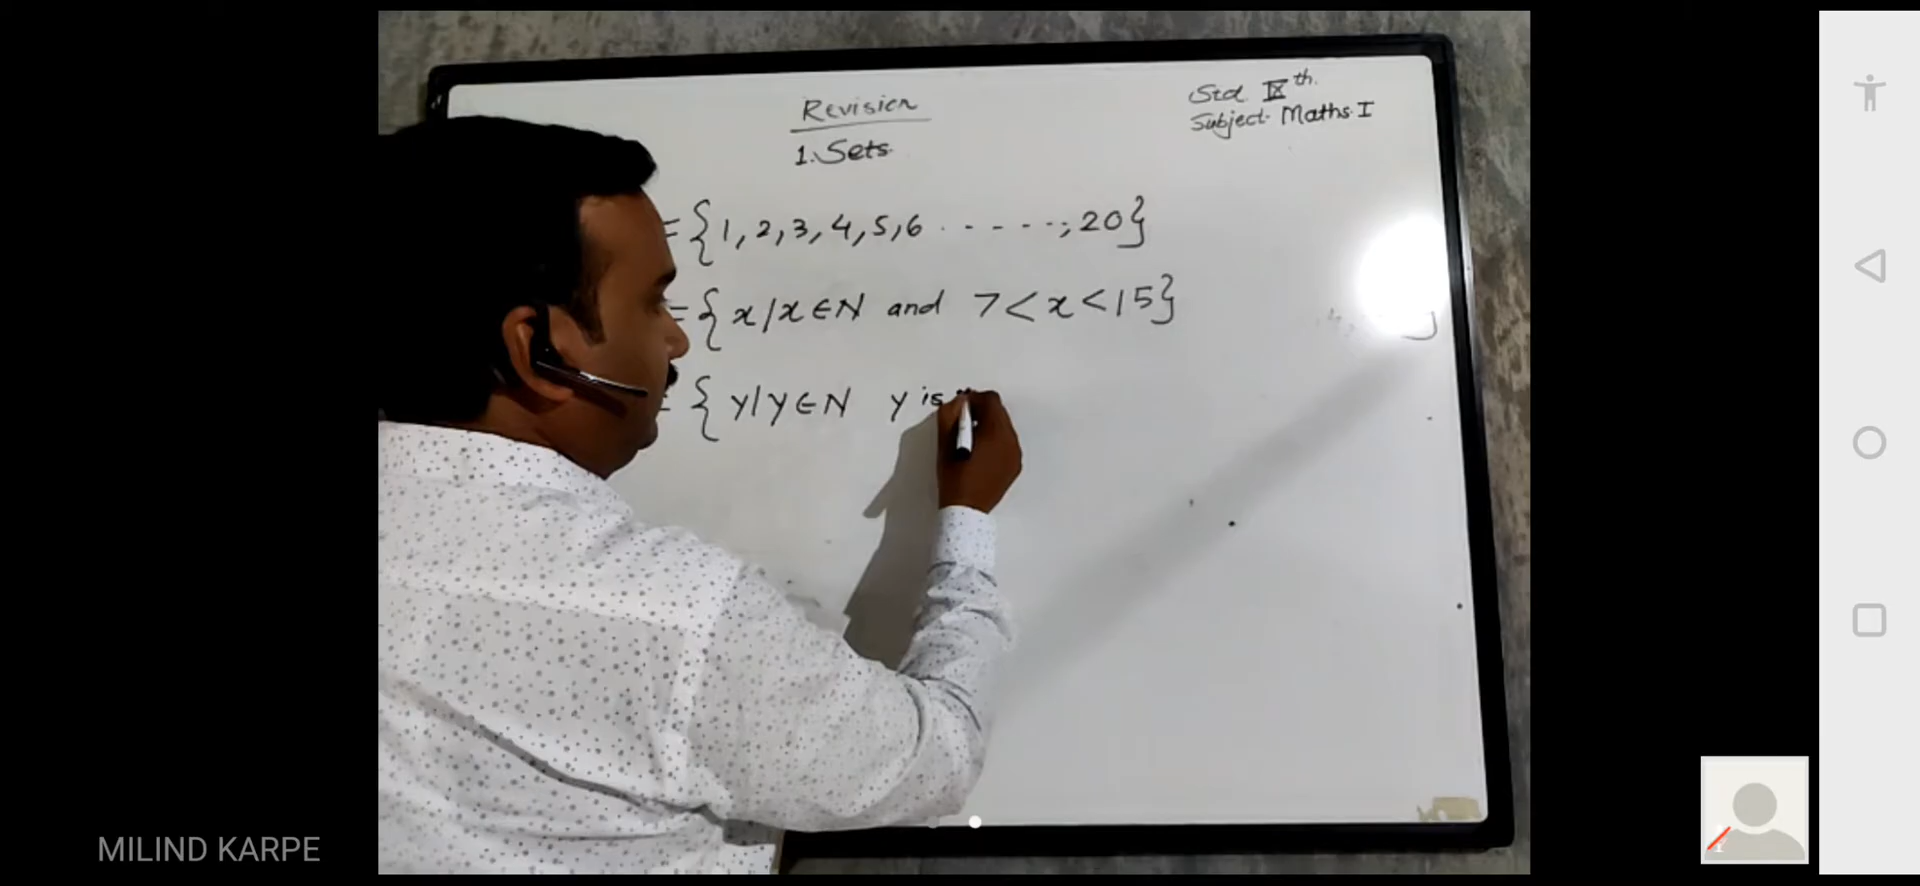 Revision
1. Sets.
Std IXth.
Subject. Maths. I
= {1, 2, 3, 4, 5, 6 . - - - - ., 20}
= {x/x ∈ N and 7 < x < 15}
= {y/y ∈ N y is
MILIND KARPE